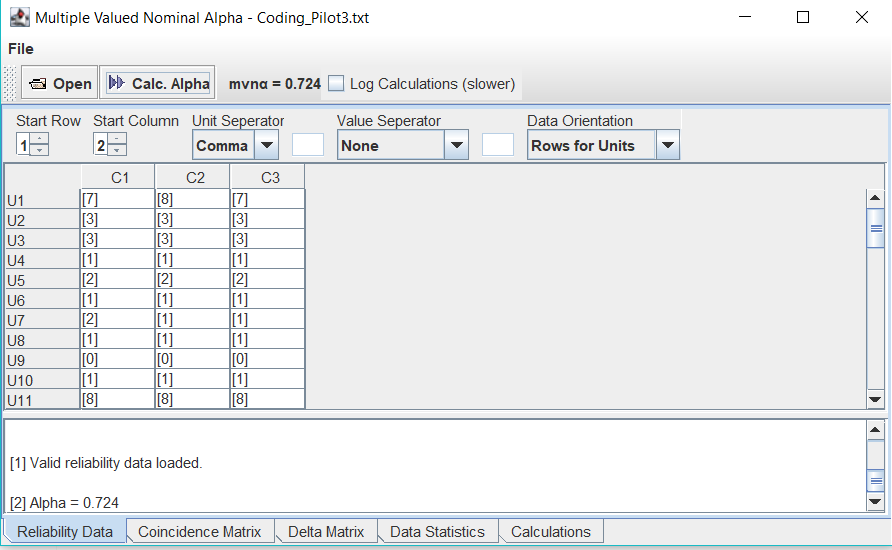 Multiple Valued Nominal Alpha - Coding_Pilot3.txt
File
Open Calc. Alpha mvnα = 0.724 Log Calculations (slower)
Start Row Start Column Unit Seperator Value Seperator Data Orientation
1 2 Comma None Rows for Units
C1 C2 C3
U1 [7] [8] [7]
U2 [3] [3] [3]
U3 [3] [3] [3]
U4 [1] [1] [1]
U5 [2] [2] [2]
U6 [1] [1] [1]
U7 [2] [1] [1]
U8 [1] [1] [1]
U9 [0] [0] [0]
U10 [1] [1] [1]
U11 [8] [8] [8]
[1] Valid reliability data loaded.
[2] Alpha = 0.724
Reliability Data Coincidence Matrix Delta Matrix Data Statistics Calculations